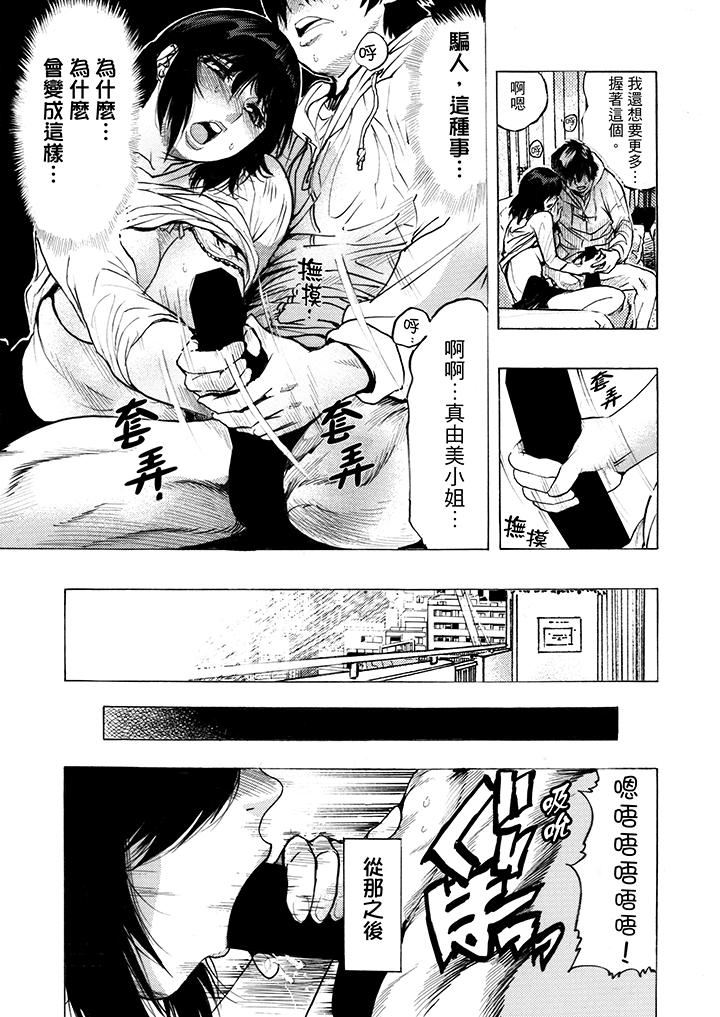 我還想要更多…
握著這個。
啊嗯
呼
呼
套弄
撫摸
呼
騙人，這種事…
為什麼…
為什麼
會變成這樣…
撫摸
呼…
啊啊…真由美小姐…
套弄
套弄
嗯唔唔唔唔唔！
吸吮
從那之後